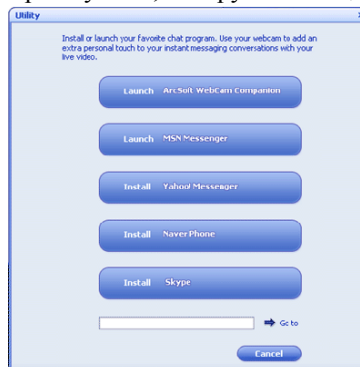 Utility
Install or launch your favorite chat program. Use your webcam to add an
extra personal touch to your instant messaging conversations with your
live video.
Launch ArcSoft WebCam Companion
Launch MSN Messenger
Install Yahoo! Messenger
Install Naver Phone
Install Skype
Go to
Cancel